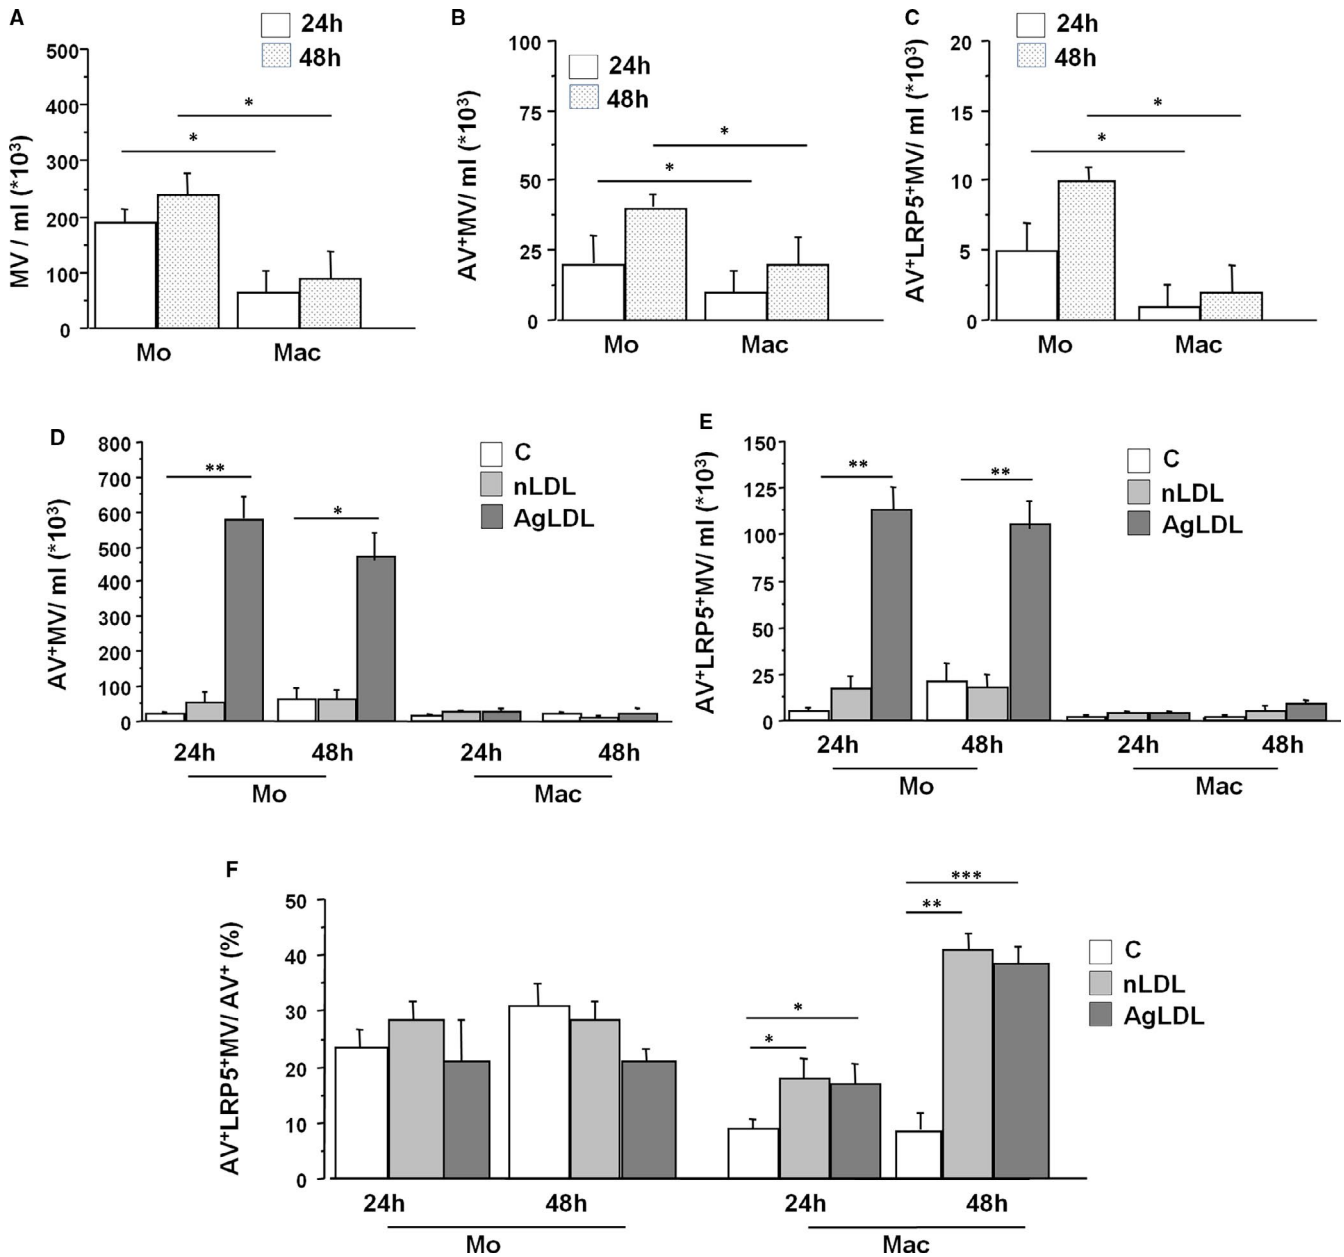 A
24h
48h
MV / ml (*10³)
500
400
300
200
100
0
*
*
Mo
Mac
B
24h
48h
AV⁺MV/ ml (*10³)
100
75
50
25
0
*
*
Mo
Mac
C
24h
48h
AV⁺LRP5⁺MV/ ml (*10³)
20
15
10
5
0
*
*
Mo
Mac
D
C
nLDL
AgLDL
AV⁺MV/ ml (*10³)
800
700
600
500
400
300
200
100
0
**
*
24h
48h
24h
48h
Mo
Mac
E
C
nLDL
AgLDL
AV⁺LRP5⁺MV/ ml (*10³)
150
125
100
75
50
25
0
**
**
24h
48h
24h
48h
Mo
Mac
F
C
nLDL
AgLDL
AV⁺LRP5⁺MV/ AV⁺ (%)
50
40
30
20
10
0
*
*
***
**
24h
48h
24h
48h
Mo
Mac